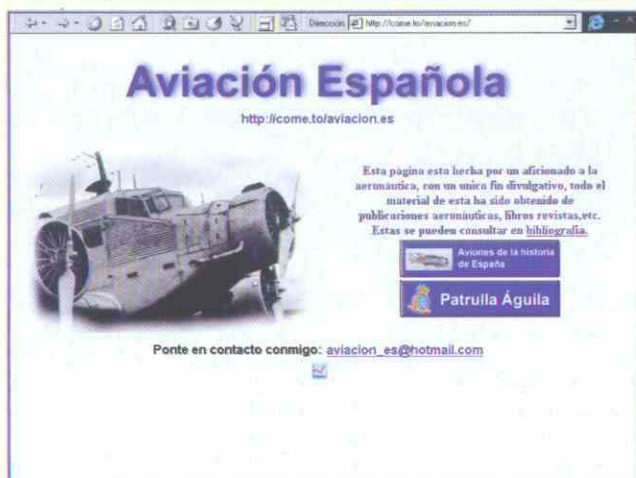 Dirección http://come.to/aviacion.es/
Aviación Española
http://come.to/aviacion.es
Esta página esta hecha por un aficionado a la
aeronáutica, con un unico fin divulgativo, todo el
material de esta ha sido obtenido de
publicaciones aeronáuticas, libros revistas,etc.
Estas se pueden consultar en bibliografia.
Aviones de la historia
de España
Patrulla Águila
Ponte en contacto conmigo: aviacion_es@hotmail.com